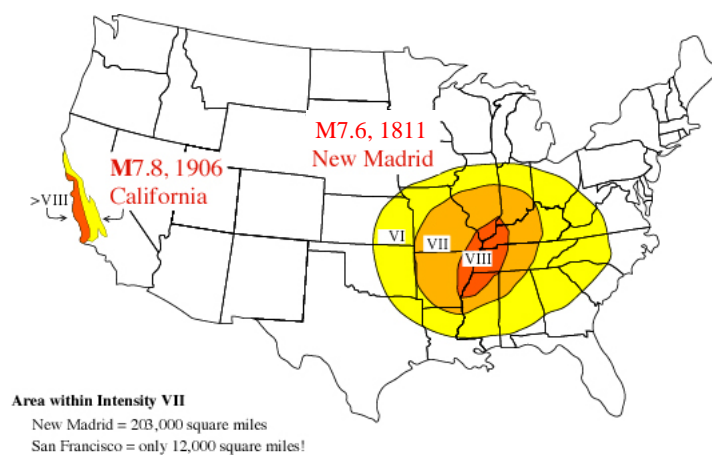 M7.6, 1811
New Madrid
M7.8, 1906
California
>VIII
VI
VII
VIII
Area within Intensity VII
New Madrid = 203,000 square miles
San Francisco = only 12,000 square miles!